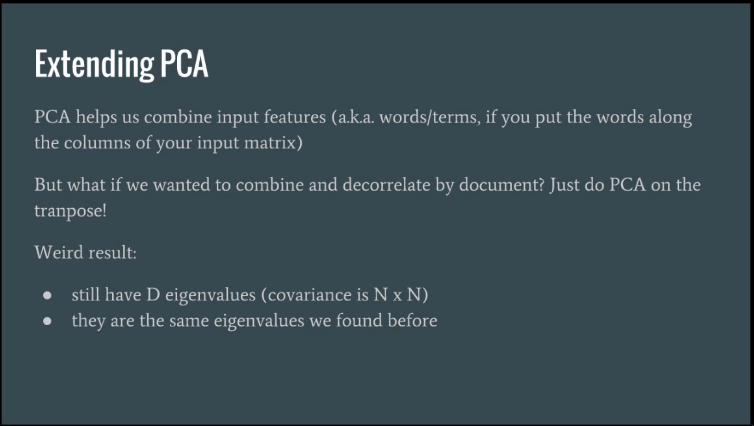 Extending PCA
PCA helps us combine input features (a.k.a. words/terms, if you put the words along
the columns of your input matrix)
But what if we wanted to combine and decorrelate by document? Just do PCA on the
tranpose!
Weird result:
● still have D eigenvalues (covariance is N x N)
● they are the same eigenvalues we found before